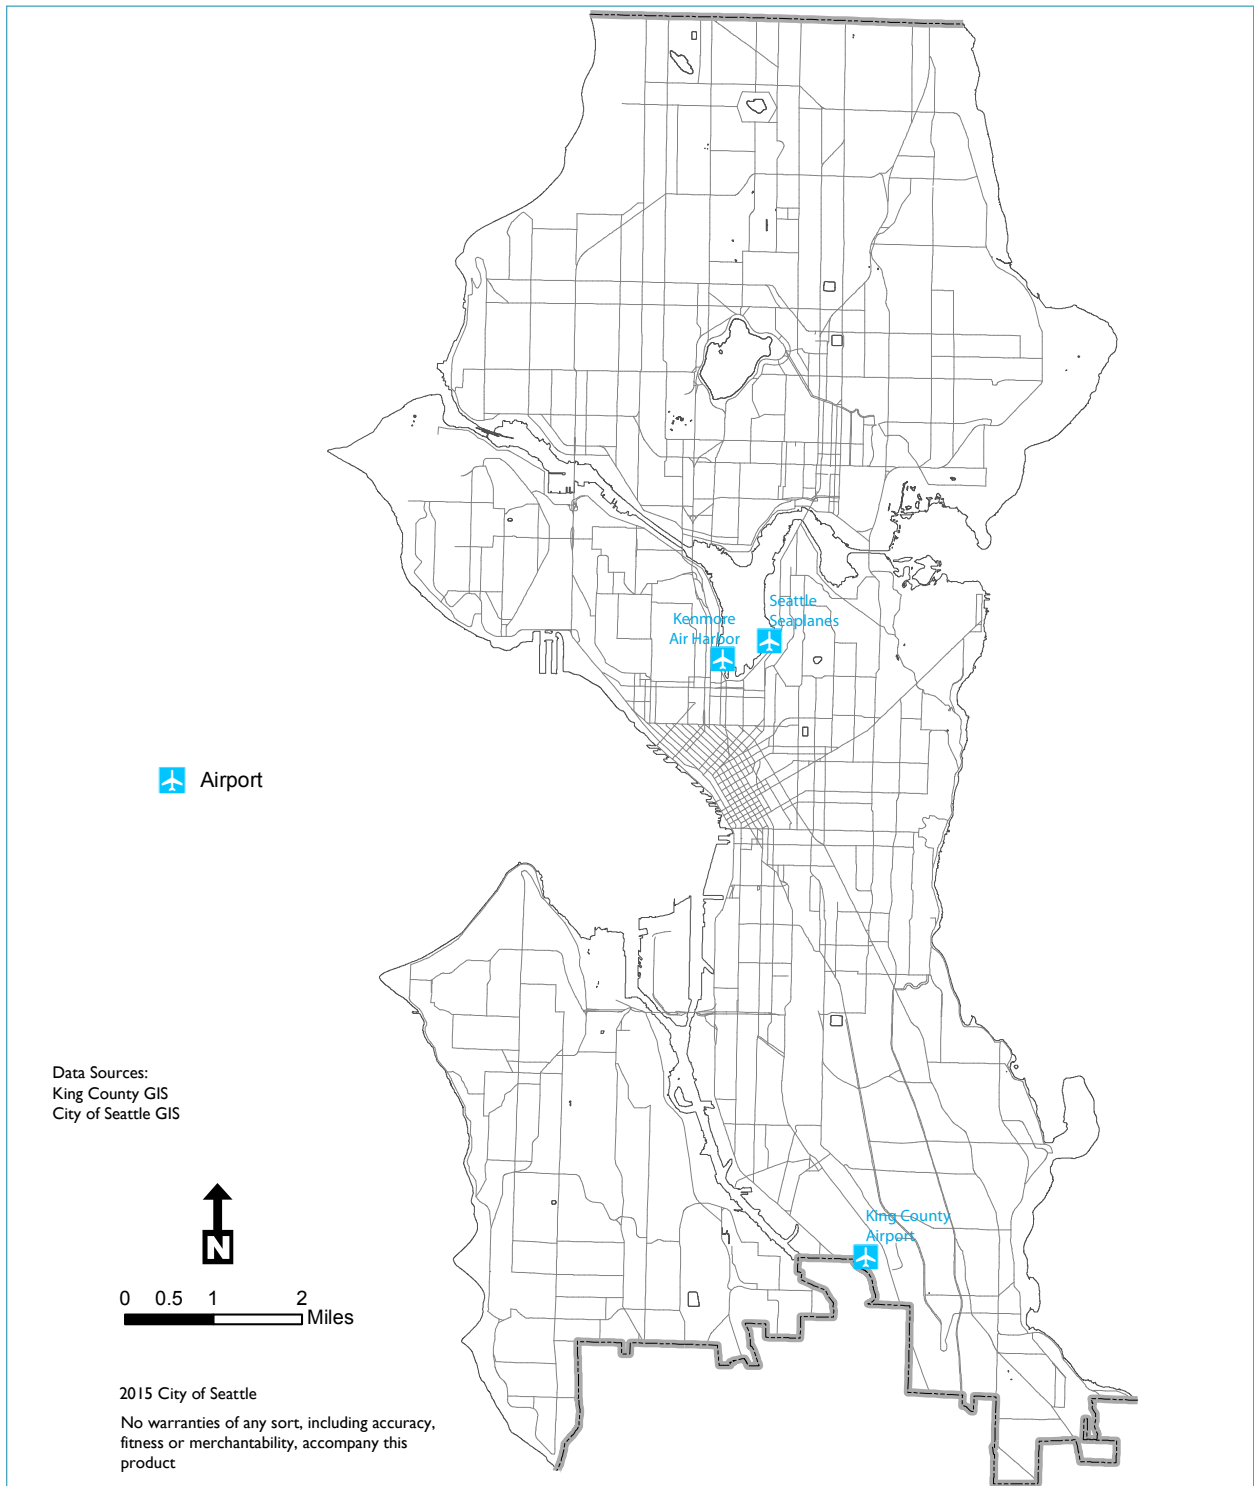 Seattle
Seaplanes
Kenmore
Air Harbor
Airport
Data Sources:
King County GIS
City of Seattle GIS
King County
Airport
N
0 0.5 1 2
Miles
2015 City of Seattle
No warranties of any sort, including accuracy,
fitness or merchantability, accompany this
product